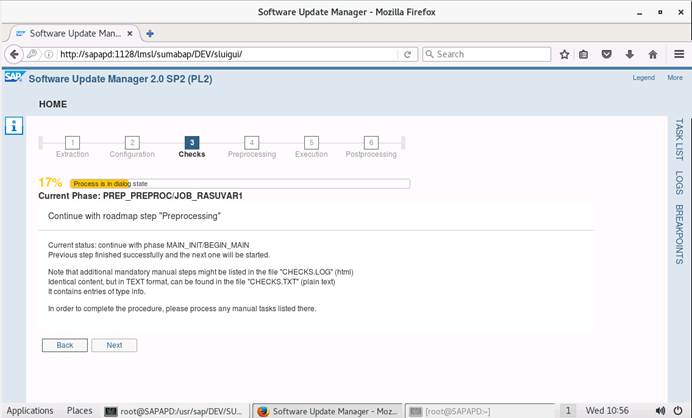 Software Update Manager - Mozilla Firefox
Software Update Manager, M...
http://sapapd:1128/lmsl/sumabap/DEV/sluigui/
Search
SAP
Software Update Manager 2.0 SP2 (PL2)
Legend
More
HOME
1
2
3
4
5
6
Extraction
Configuration
Checks
Preprocessing
Execution
Postprocessing
17%
Process is in dialog state
Current Phase: PREP_PREPROC/JOB_RASUVAR1
Continue with roadmap step "Preprocessing"
Current status: continue with phase MAIN_INIT/BEGIN_MAIN
Previous step finished successfully and the next one will be started.
Note that additional mandatory manual steps might be listed in the file "CHECKS.LOG" (html)
Identical content, but in TEXT format, can be found in the file "CHECKS.TXT" (plain text)
It contains entries of type info.
In order to complete the procedure, please process any manual tasks listed there.
Back
Next
TASK LIST
LOGS
BREAKPOINTS
Applications
Places
root@SAPAPD:/usr/sap/DEV/SU...
Software Update Manager - Moz...
[root@SAPAPD:~]
1
Wed 10:56